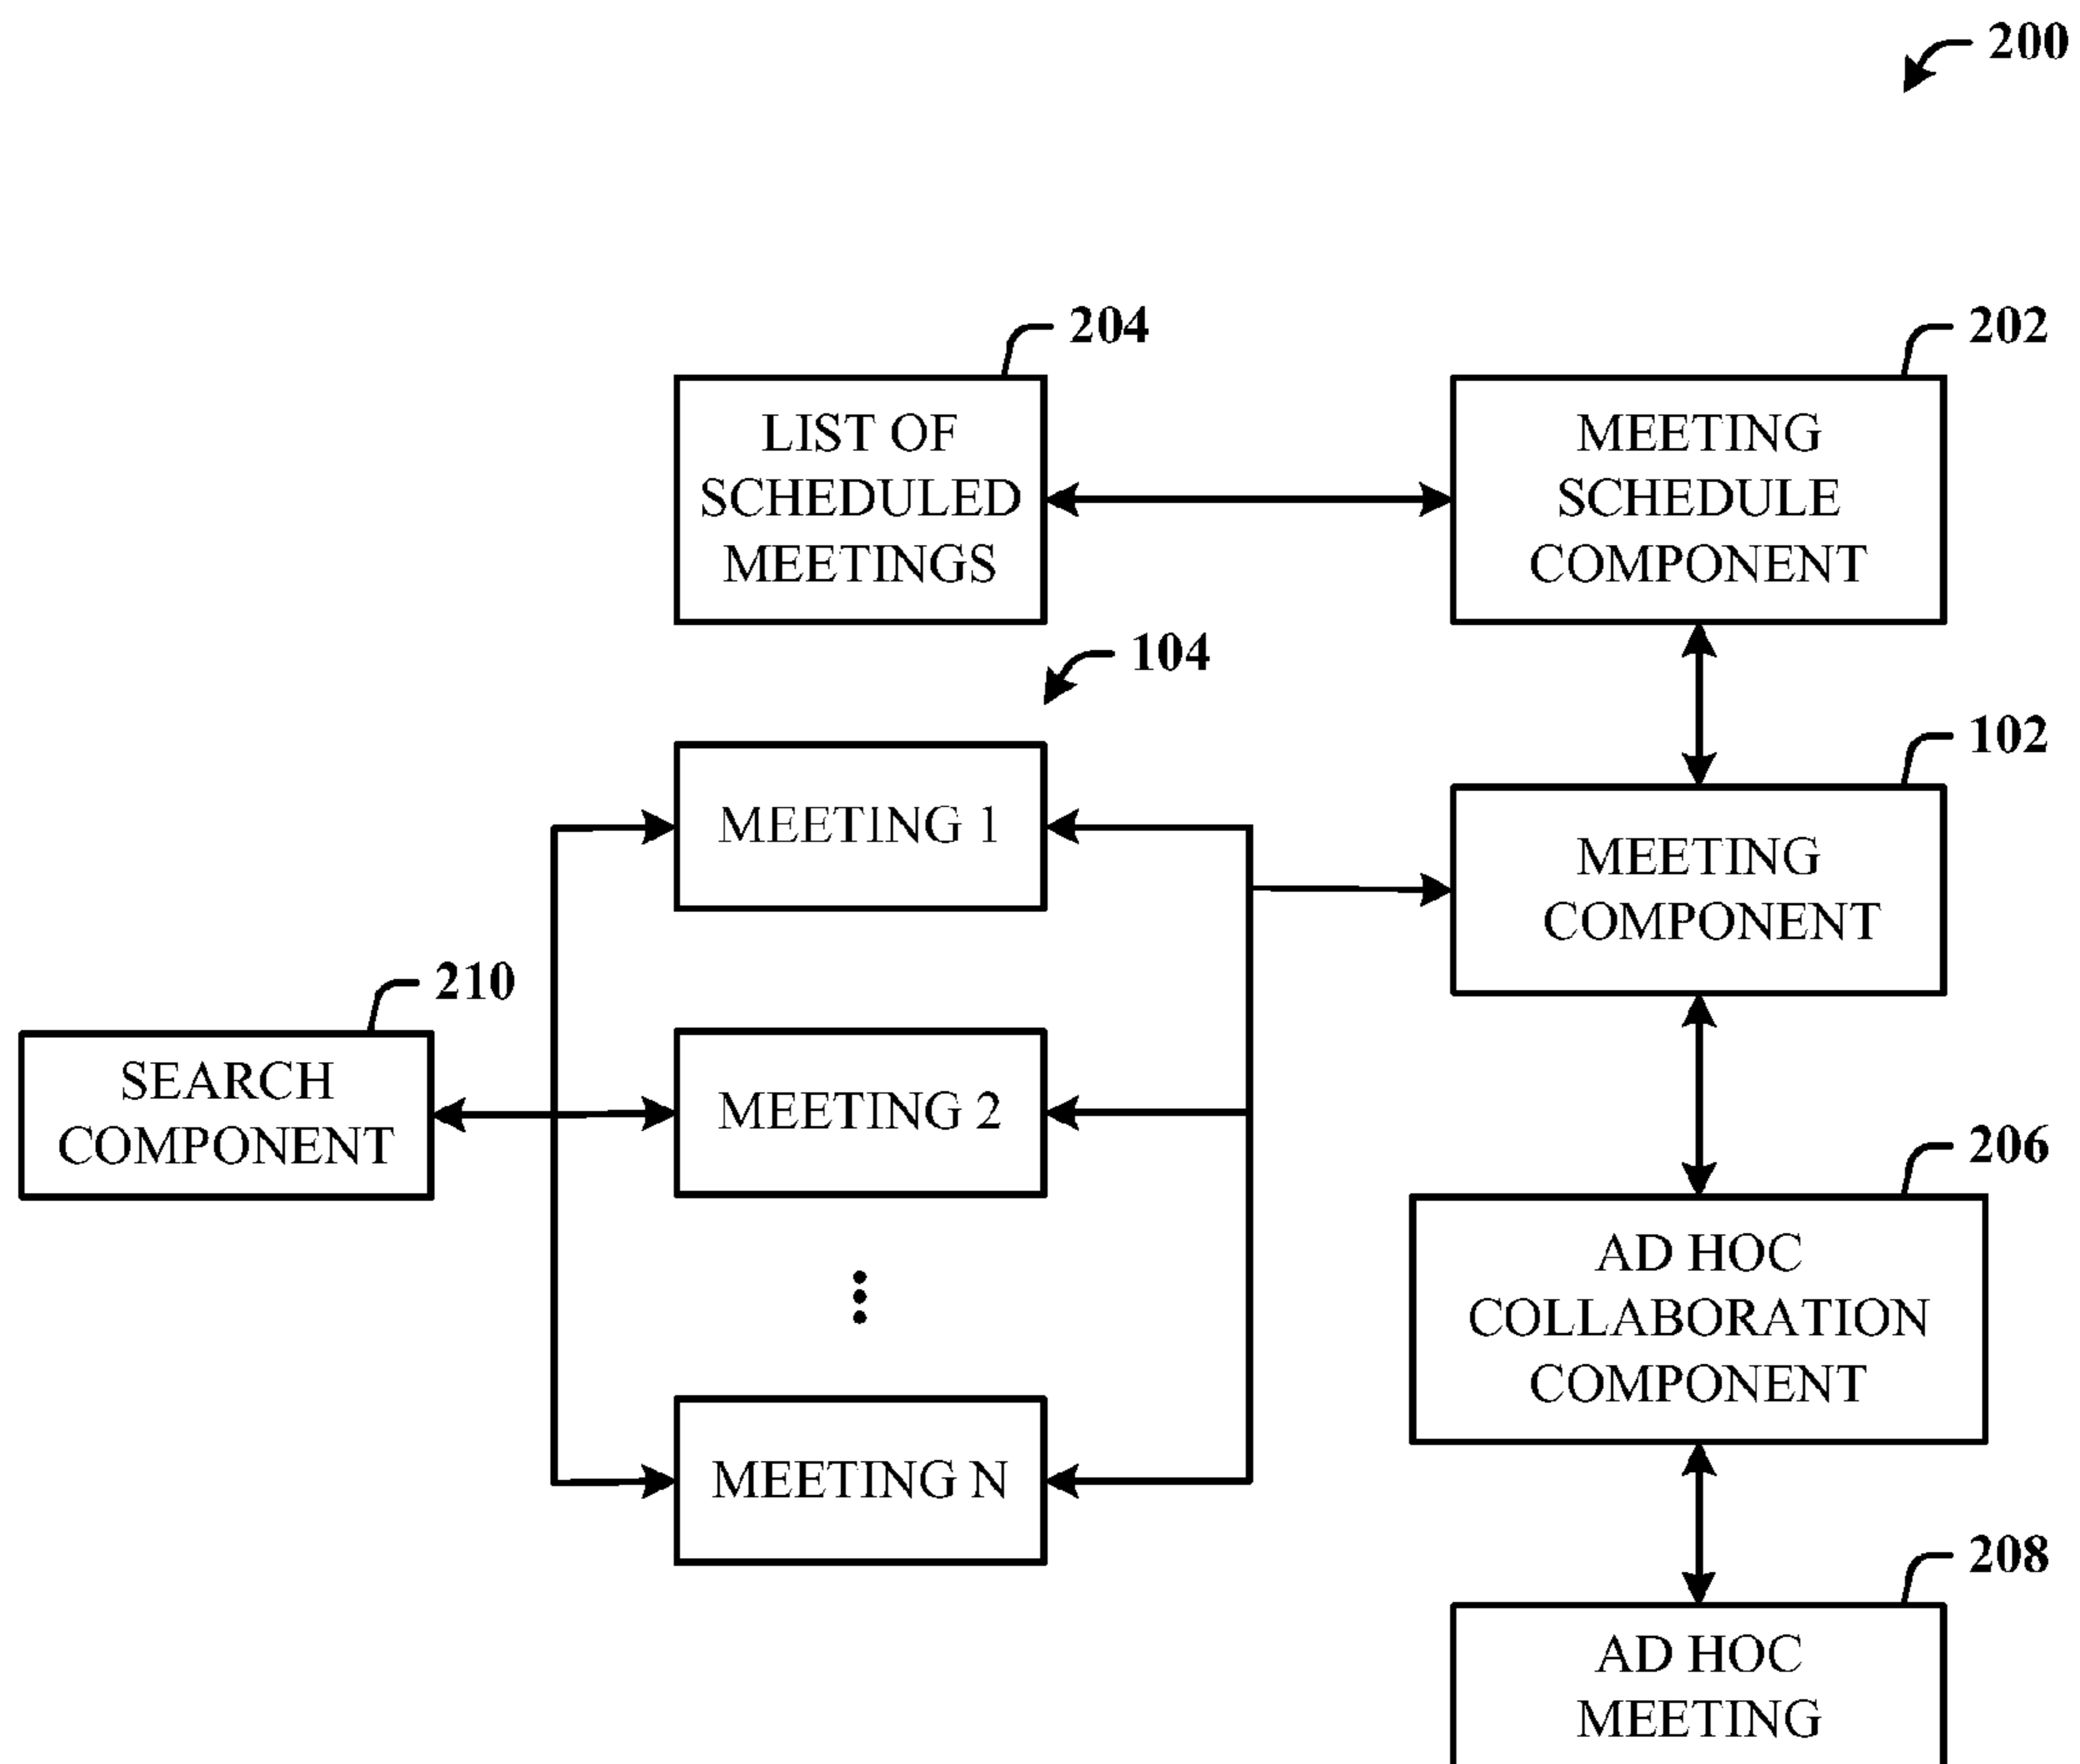 200
204
LIST OF
SCHEDULED
MEETINGS
202
MEETING
SCHEDULE
COMPONENT
104
MEETING 1
102
MEETING
COMPONENT
210
SEARCH
COMPONENT
MEETING 2
206
AD HOC
COLLABORATION
COMPONENT
MEETING N
208
AD HOC
MEETING